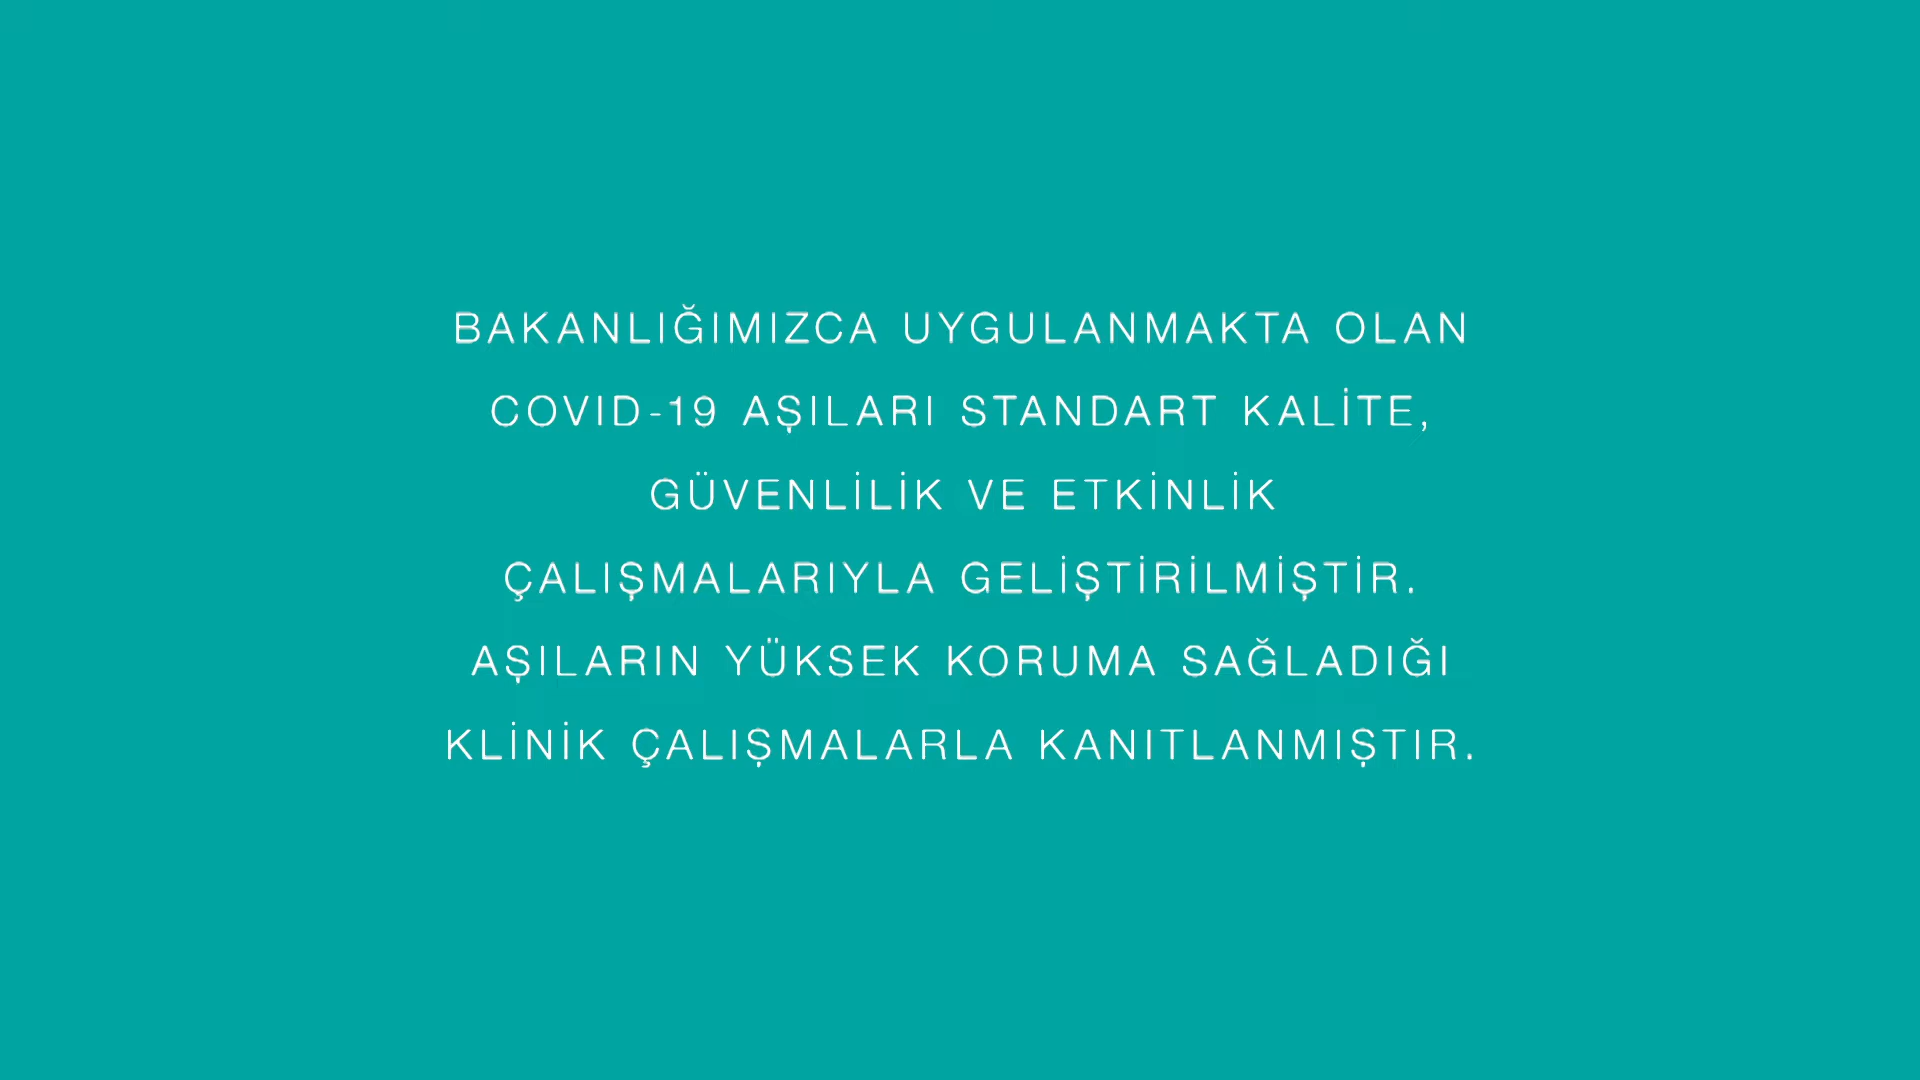 BAKANLIĞIMIZCA UYGULANMAKTA OLAN
COVID-19 AŞILARI STANDART KALİTE,
GÜVENLİLİK VE ETKİNLİK
ÇALIŞMALARIYLA GELİŞTİRİLMİŞTİR.
AŞILARIN YÜKSEK KORUMA SAĞLADIĞI
KLİNİK ÇALIŞMALARLA KANITLANMIŞTIR.